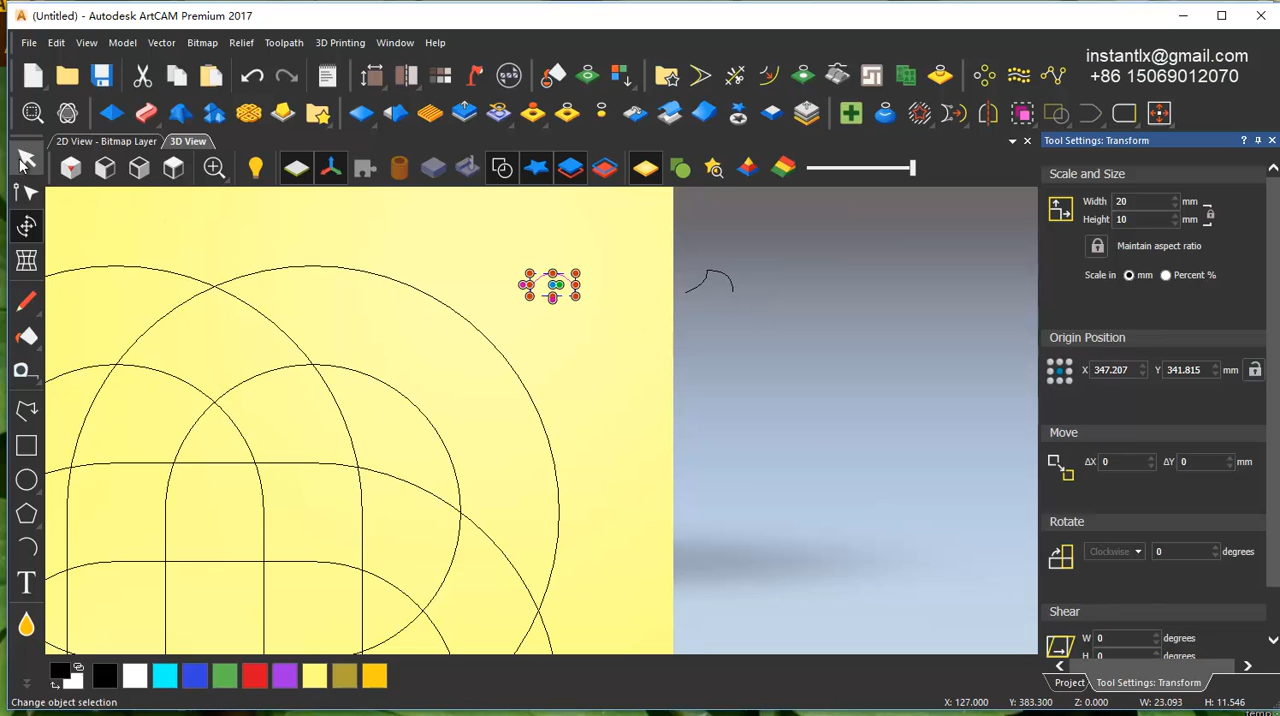 (Untitled) - Autodesk ArtCAM Premium 2017
File Edit View Model Vector Bitmap Relief Toolpath 3D Printing Window Help
instantlx@gmail.com
+86 15069012070
2D View - Bitmap Layer 3D View
Tool Settings: Transform
Scale and Size
Width 20 mm
Height 10 mm
Maintain aspect ratio
Scale in mm Percent %
Origin Position
X 347.207 Y 341.815 mm
Move
ΔX 0 ΔY 0 mm
Rotate
Clockwise 0 degrees
Shear
W 0 degrees
H 0 degrees
Project Tool Settings: Transform
Change object selection X: 127.000 Y: 383.300 Z: 0.000 W: 23.093 H: 11.546